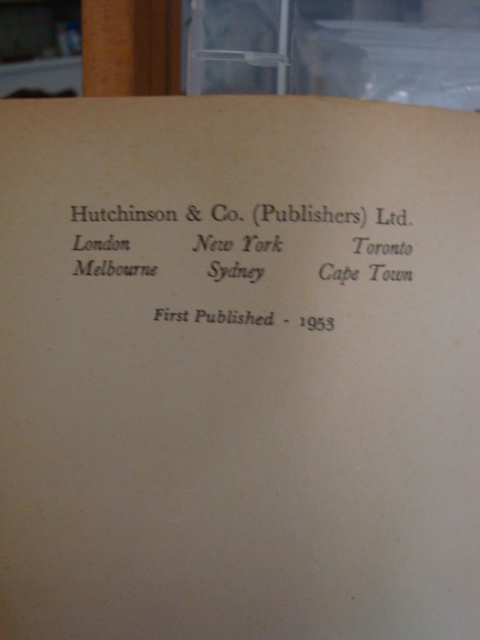 Hutchinson & Co. (Publishers) Ltd.
London New York Toronto
Melbourne Sydney Cape Town
First Published - 1953